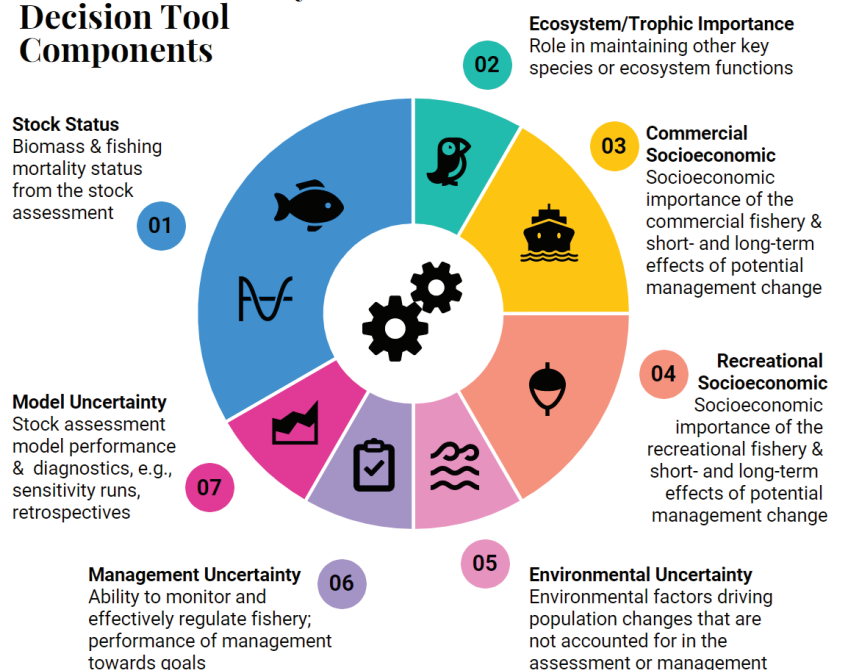 Decision Tool
Components
Stock Status
Biomass & fishing
mortality status
from the stock
assessment
01
02
Ecosystem/Trophic Importance
Role in maintaining other key
species or ecosystem functions
03
Commercial
Socioeconomic
Socioeconomic
importance of the
commercial fishery &
short- and long-term
effects of potential
management change
04
Recreational
Socioeconomic
Socioeconomic
importance of the
recreational fishery &
short- and long-term
effects of potential
management change
05
Environmental Uncertainty
Environmental factors driving
population changes that are
not accounted for in the
assessment or management
06
Management Uncertainty
Ability to monitor and
effectively regulate fishery;
performance of management
towards goals
07
Model Uncertainty
Stock assessment
model performance
& diagnostics, e.g.,
sensitivity runs,
retrospectives